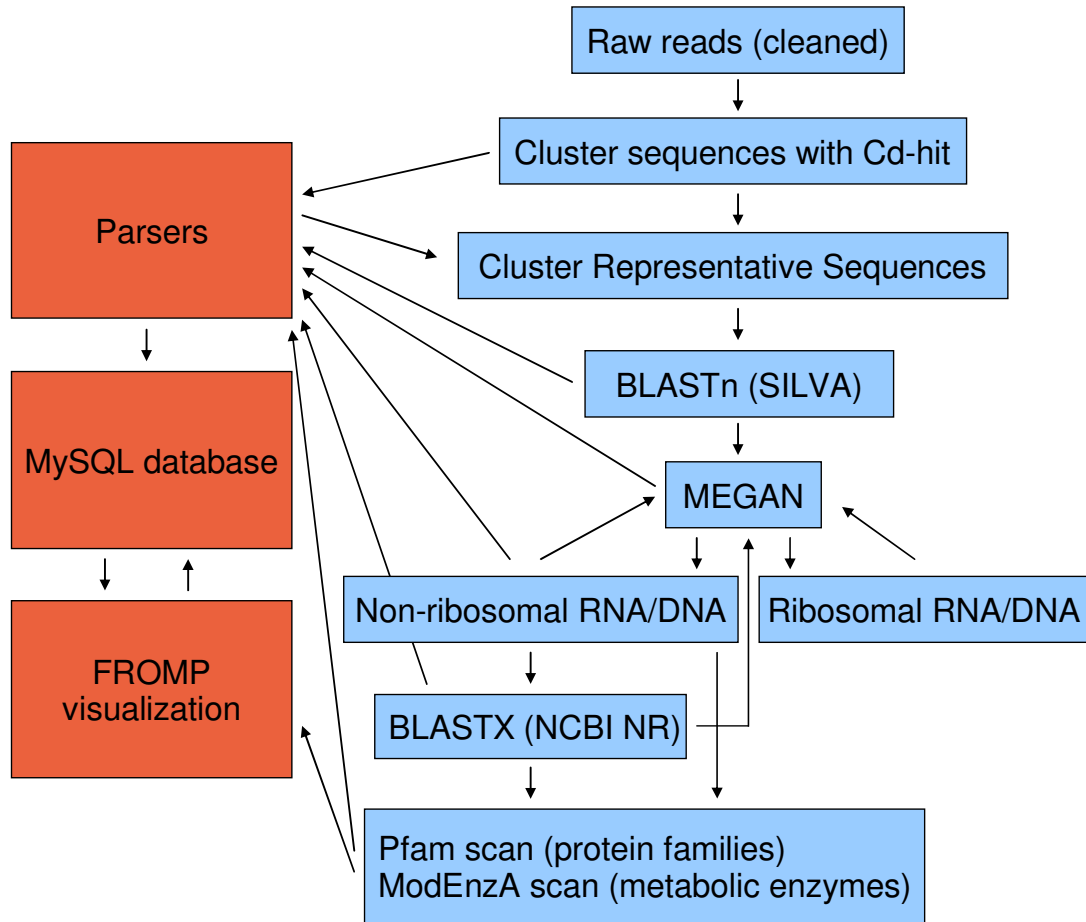 Raw reads (cleaned)
Cluster sequences with Cd-hit
Parsers
Cluster Representative Sequences
BLASTn (SILVA)
MySQL database
MEGAN
Non-ribosomal RNA/DNA
Ribosomal RNA/DNA
FROMP
visualization
BLASTX (NCBI NR)
Pfam scan (protein families)
ModEnzA scan (metabolic enzymes)